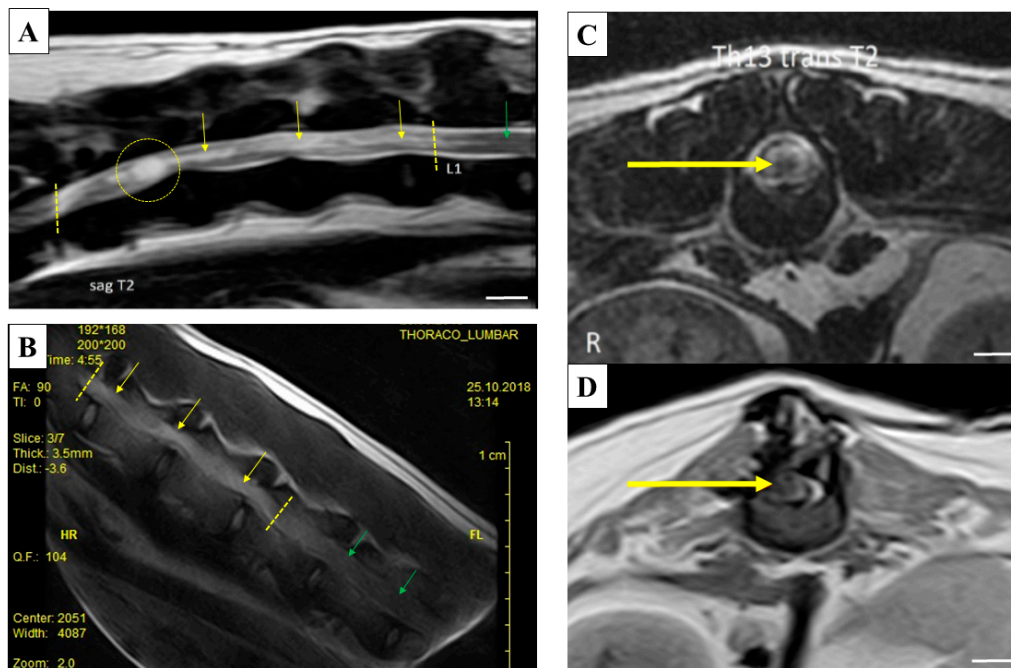 A
L1
sag T2
B
192*168
200*200
Time: 4:55
FA: 90
TI: 0
Slice: 3/7
Thick.: 3.5mm
Dist.: -3.6
HR
Q.F.: 104
Center: 2051
Width: 4087
Zoom: 2.0
THORACO_LUMBAR
25.10.2018
13:14
1 cm
FL
C
Th13 trans T2
R
D